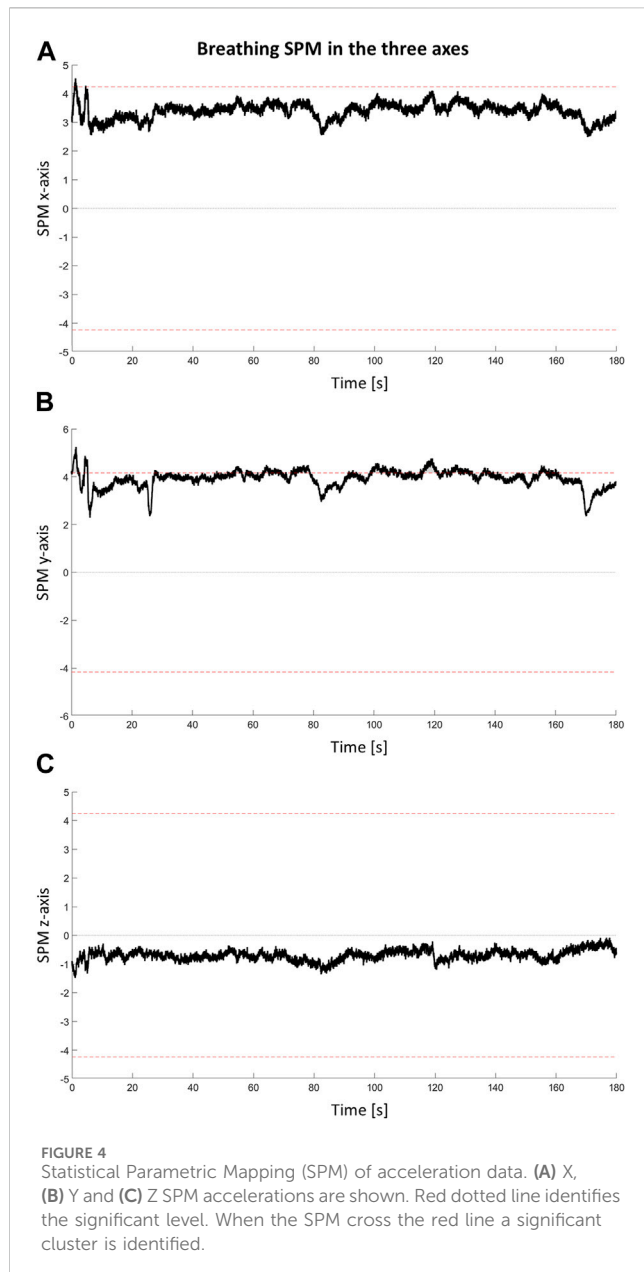 A
Breathing SPM in the three axes
5
4
3
2
1
0
-1
-2
-3
-4
-5
SPM x-axis
0 20 40 60 80 100 120 140 160 180
Time [s]
B
6
4
2
0
-2
-4
-6
SPM y-axis
0 20 40 60 80 100 120 140 160 180
Time [s]
C
5
4
3
2
1
0
-1
-2
-3
-4
-5
SPM z-axis
0 20 40 60 80 100 120 140 160 180
Time [s]
FIGURE 4
Statistical Parametric Mapping (SPM) of acceleration data. (A) X,
(B) Y and (C) Z SPM accelerations are shown. Red dotted line identifies
the significant level. When the SPM cross the red line a significant
cluster is identified.